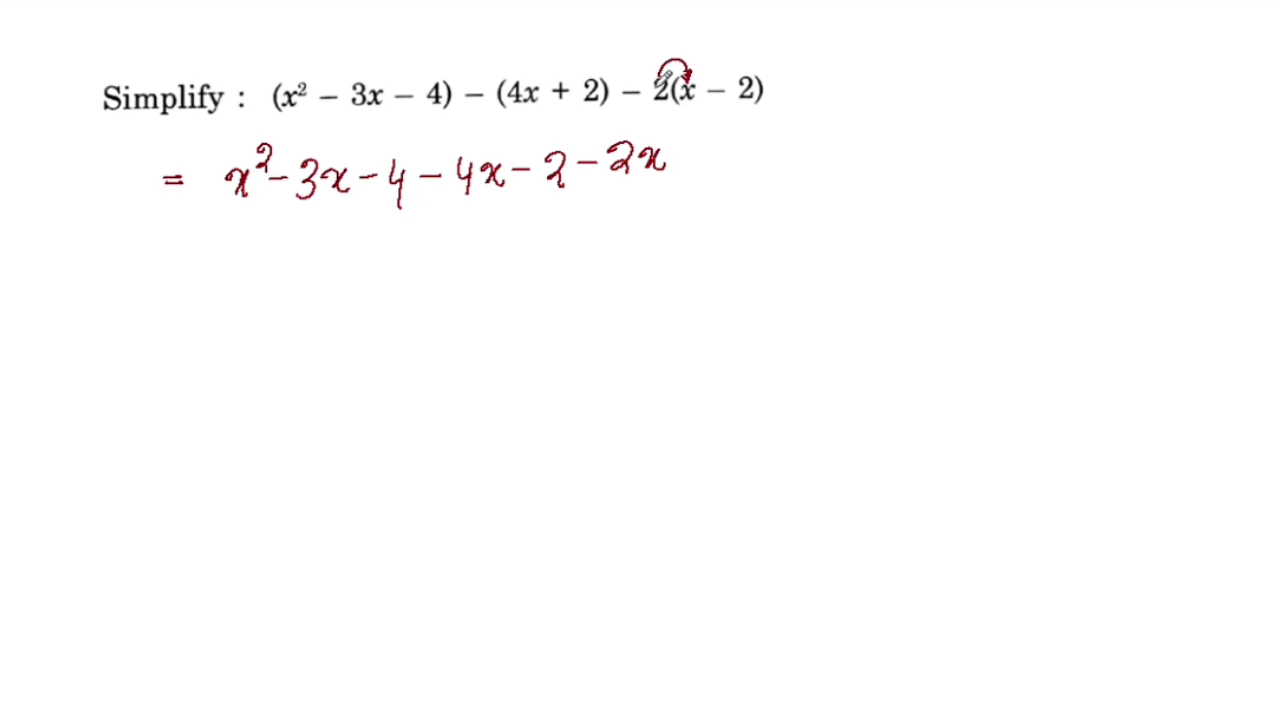 Simplify : (x² – 3x – 4) – (4x + 2) – 2(x – 2)
= x² - 3x - 4 - 4x - 2 - 2x